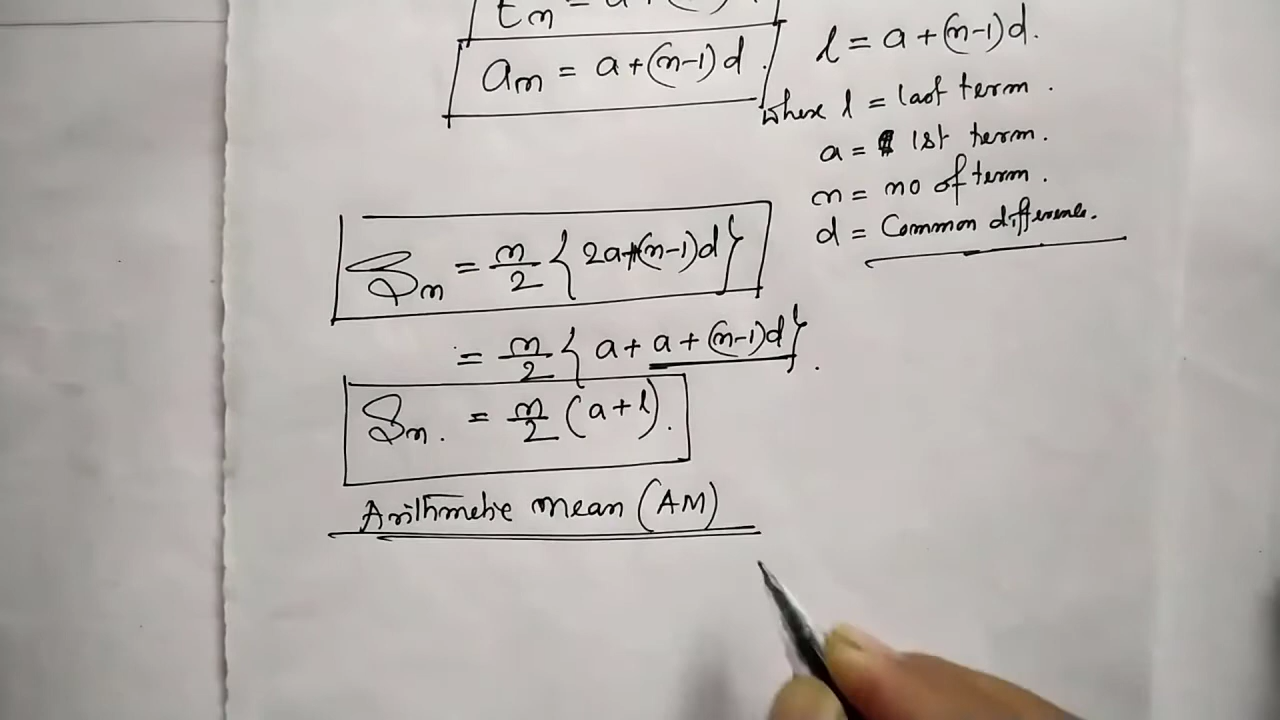 aₙ = a+(n-1)d.
l = a+(n-1)d.
where l = last term.
a = 1st term.
n = no of term.
d = Common difference.
Sₙ = n/2 {2a+(n-1)d}
= n/2 {a+a+(n-1)d}.
Sₙ. = n/2 (a+l).
Arithmetic mean (AM)